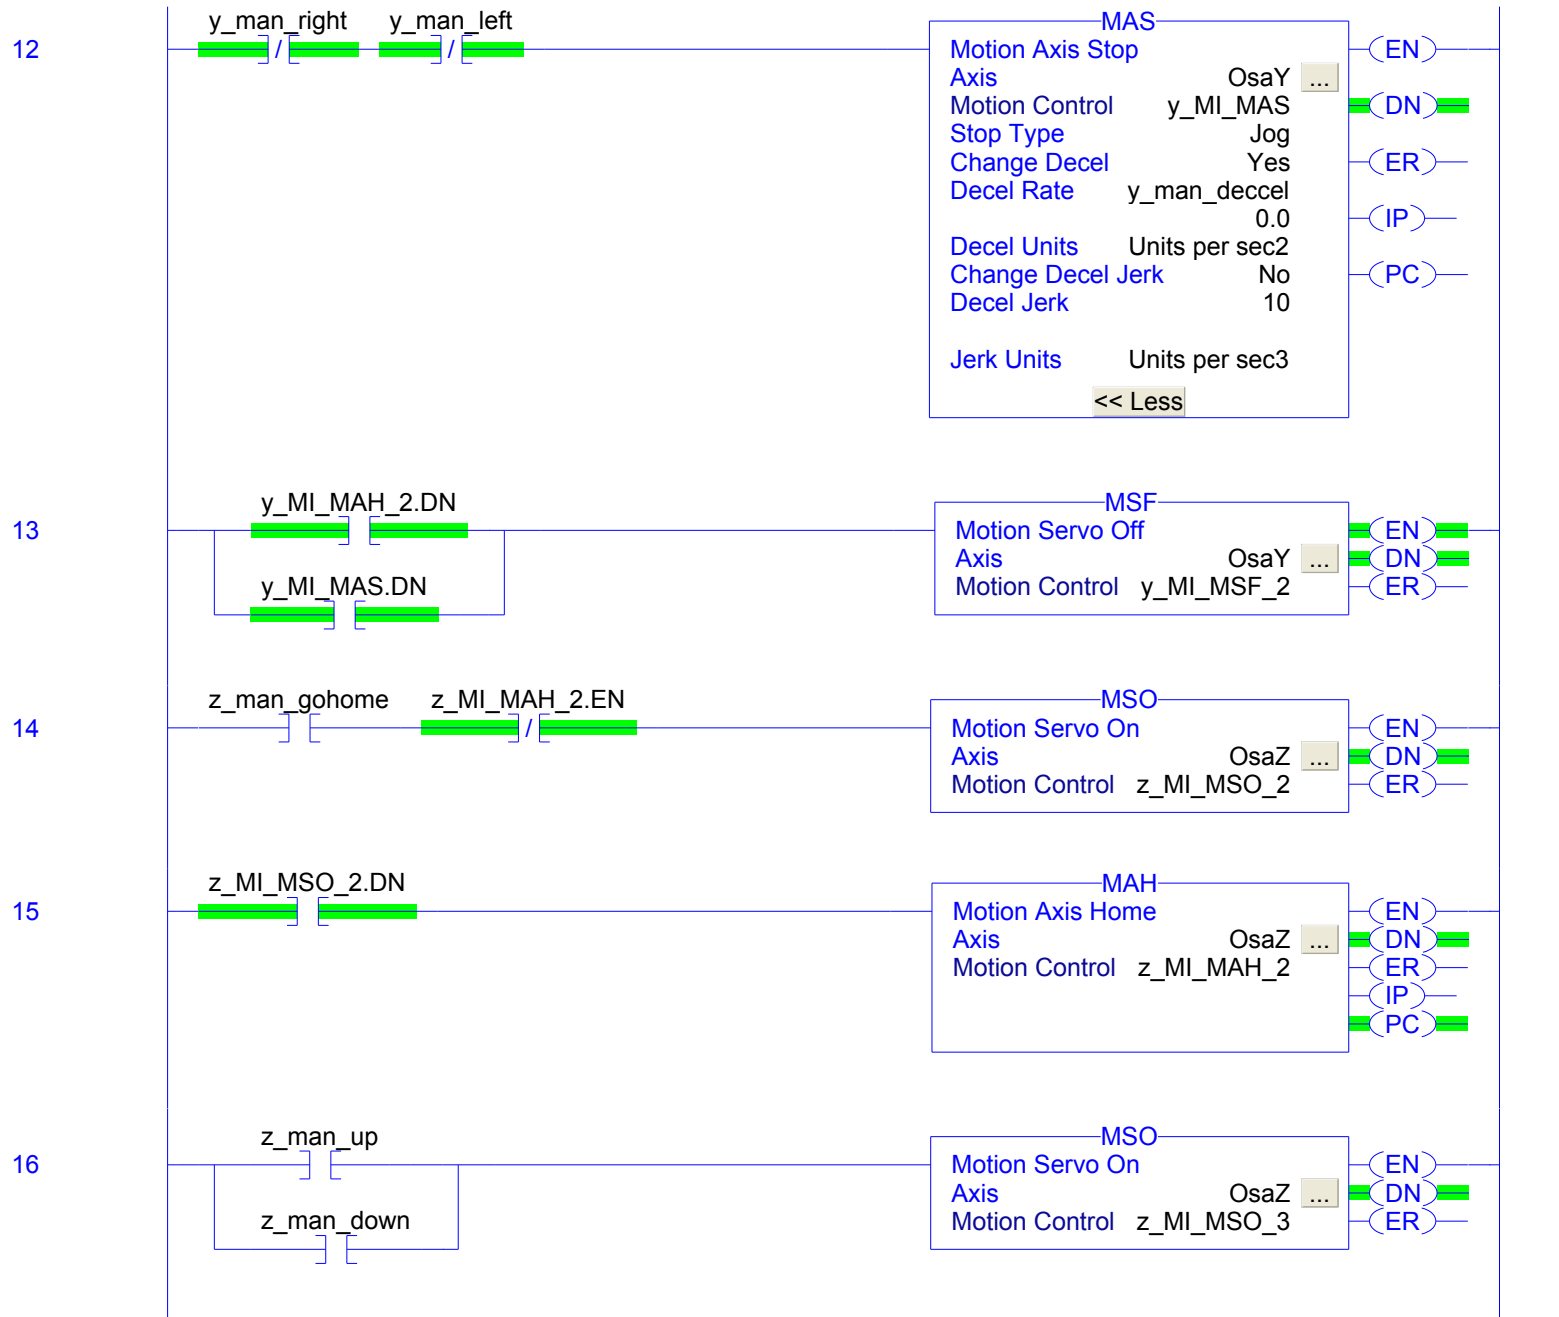 y_man_right y_man_left
12
/ /
MAS
Motion Axis Stop
Axis OsaY ...
Motion Control y_MI_MAS
Stop Type Jog
Change Decel Yes
Decel Rate y_man_deccel
0.0
Decel Units Units per sec2
Change Decel Jerk No
Decel Jerk 10
Jerk Units Units per sec3
<< Less
EN
DN
ER
IP
PC
y_MI_MAH_2.DN
13
y_MI_MAS.DN
MSF
Motion Servo Off
Axis OsaY ...
Motion Control y_MI_MSF_2
EN
DN
ER
z_man_gohome z_MI_MAH_2.EN
14
/
MSO
Motion Servo On
Axis OsaZ ...
Motion Control z_MI_MSO_2
EN
DN
ER
z_MI_MSO_2.DN
15
MAH
Motion Axis Home
Axis OsaZ ...
Motion Control z_MI_MAH_2
EN
DN
ER
IP
PC
z_man_up
16
z_man_down
MSO
Motion Servo On
Axis OsaZ ...
Motion Control z_MI_MSO_3
EN
DN
ER